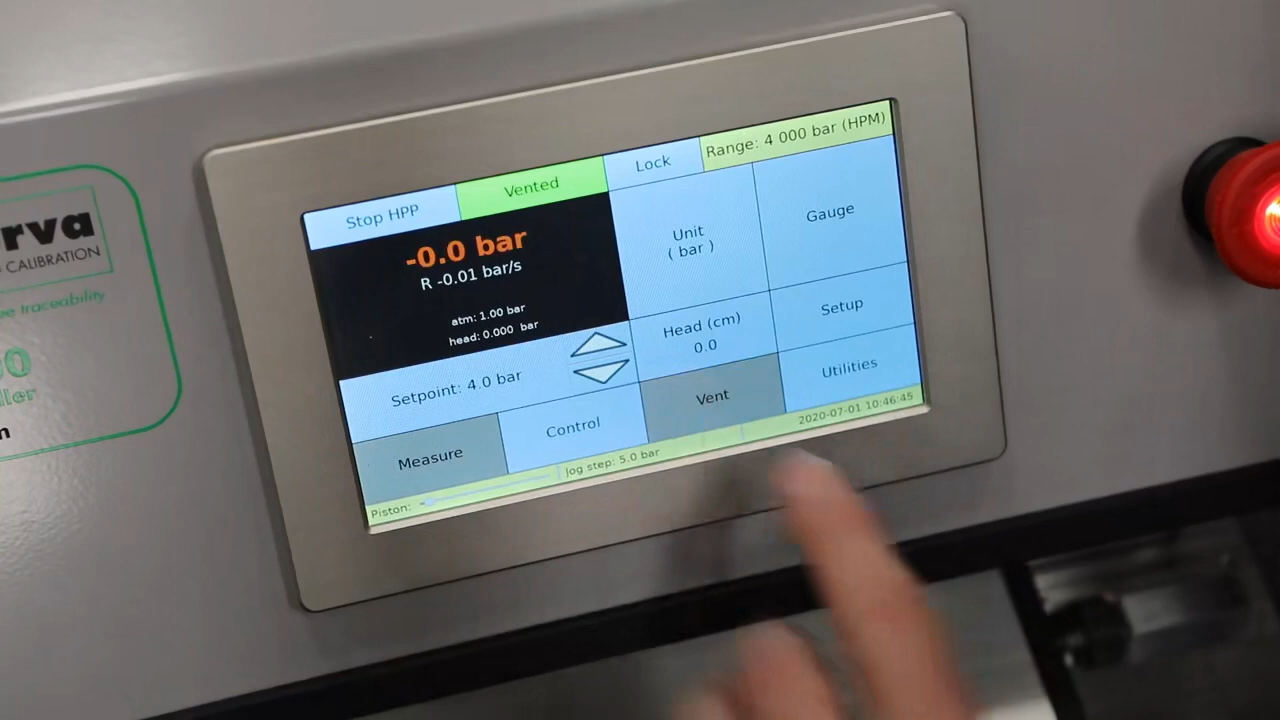 rva
CALIBRATION
traceability
ller
Stop HPP
Vented
Lock
Range: 4 000 bar (HPM)
-0.0 bar
R -0.01 bar/s
atm: 1.00 bar
head: 0.000 bar
Unit
( bar )
Gauge
Setpoint: 4.0 bar
Head (cm)
0.0
Setup
Measure
Control
Vent
Utilities
Piston:
Jog step: 5.0 bar
2020-07-01 10:46:45